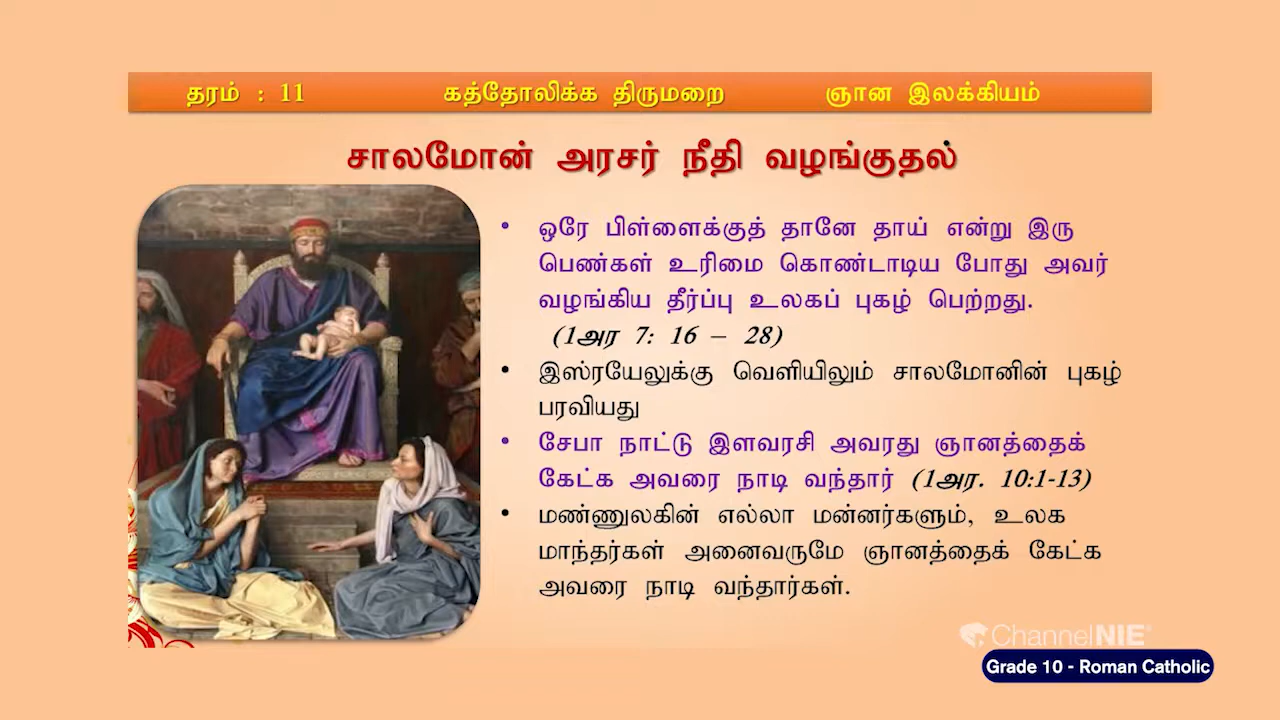 தரம் : 11 கத்தோலிக்க திருமறை ஞான இலக்கியம்
சாலமோன் அரசர் நீதி வழங்குதல்
• ஒரே பிள்ளைக்குத் தானே தாய் என்று இரு
பெண்கள் உரிமை கொண்டாடிய போது அவர்
வழங்கிய தீர்ப்பு உலகப் புகழ் பெற்றது.
(1அர 7: 16 – 28)
• இஸ்ரயேலுக்கு வெளியிலும் சாலமோனின் புகழ்
பரவியது
• சேபா நாட்டு இளவரசி அவரது ஞானத்தைக்
கேட்க அவரை நாடி வந்தார் (1அர. 10:1-13)
• மண்ணுலகின் எல்லா மன்னர்களும், உலக
மாந்தர்கள் அனைவருமே ஞானத்தைக் கேட்க
அவரை நாடி வந்தார்கள்.
ChannelNIE
Grade 10 - Roman Catholic